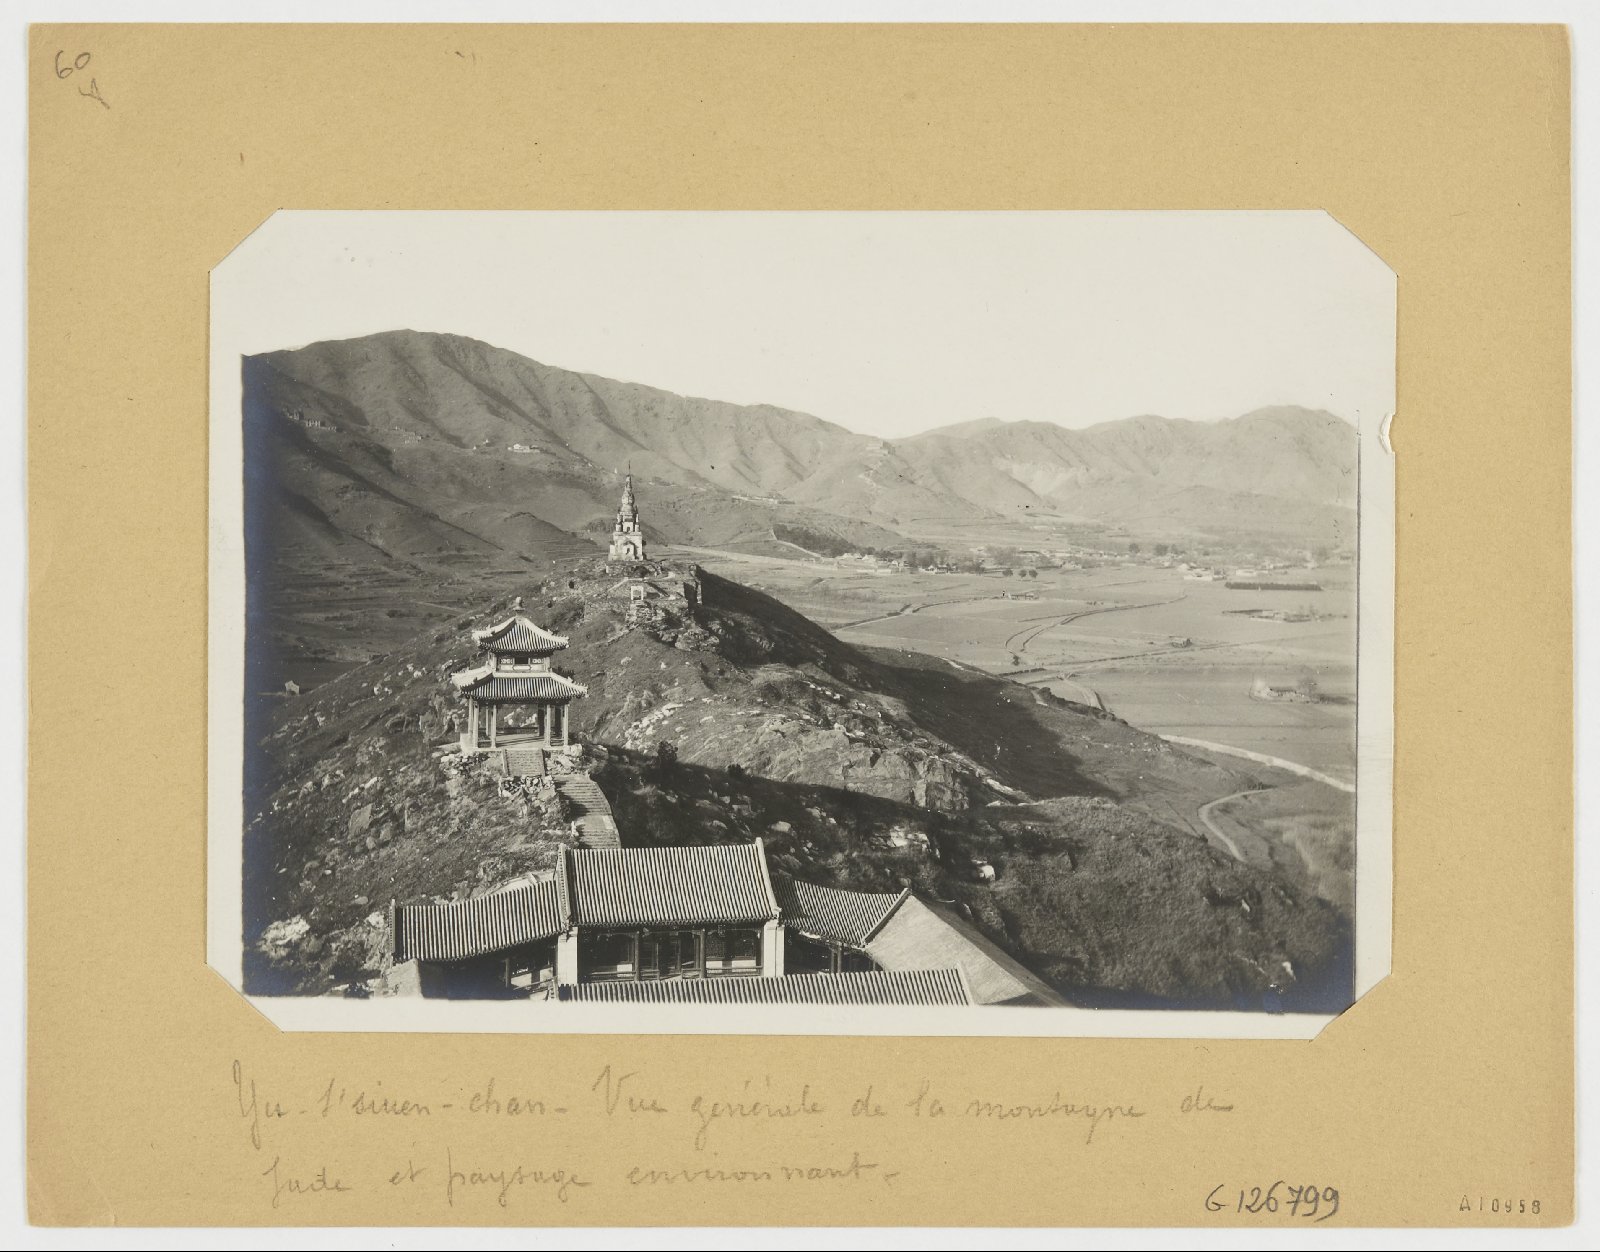 60
A
Yu-t'siuen-chan- Vue générale de la montagne de
Jade et paysage environnant-
G 126799
A10958